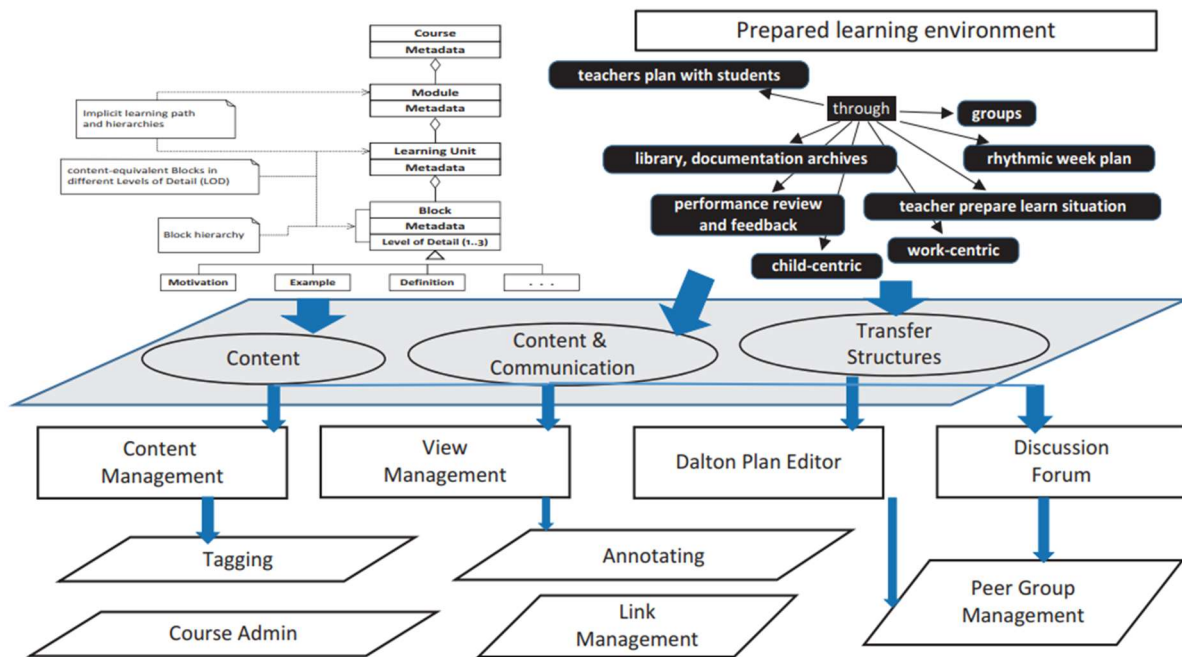 Course
Metadata
Module
Metadata
Learning Unit
Metadata
Block
Metadata
Level of Detail (1..3)
Implicit learning path
and hierarchies
content-equivalent Blocks in
different Levels of Detail (LOD)
Block hierarchy
Motivation
Example
Definition
. . .
Prepared learning environment
teachers plan with students
through
groups
library, documentation archives
rhythmic week plan
performance review
and feedback
teacher prepare learn situation
child-centric
work-centric
Content
Content &
Communication
Transfer
Structures
Content
Management
View
Management
Dalton Plan Editor
Discussion
Forum
Tagging
Annotating
Peer Group
Management
Course Admin
Link
Management